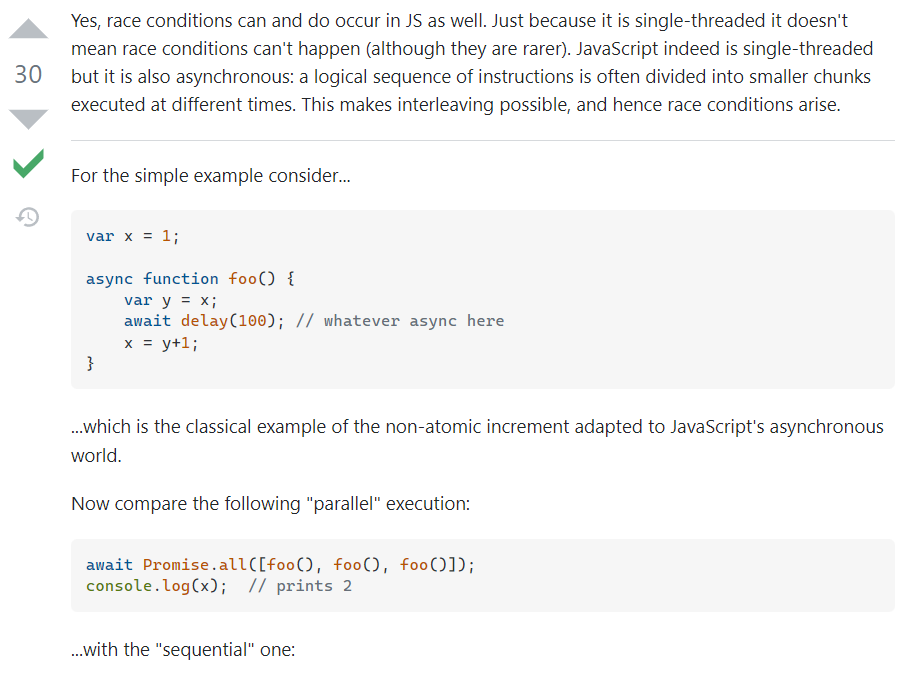 Yes, race conditions can and do occur in JS as well. Just because it is single-threaded it doesn't
mean race conditions can't happen (although they are rarer). JavaScript indeed is single-threaded
30
but it is also asynchronous: a logical sequence of instructions is often divided into smaller chunks
executed at different times. This makes interleaving possible, and hence race conditions arise.
For the simple example consider...
var x = 1;
async function foo() {
    var y = x;
    await delay(100); // whatever async here
    x = y+1;
}
...which is the classical example of the non-atomic increment adapted to JavaScript's asynchronous
world.
Now compare the following "parallel" execution:
await Promise.all([foo(), foo(), foo()]);
console.log(x);  // prints 2
...with the "sequential" one: